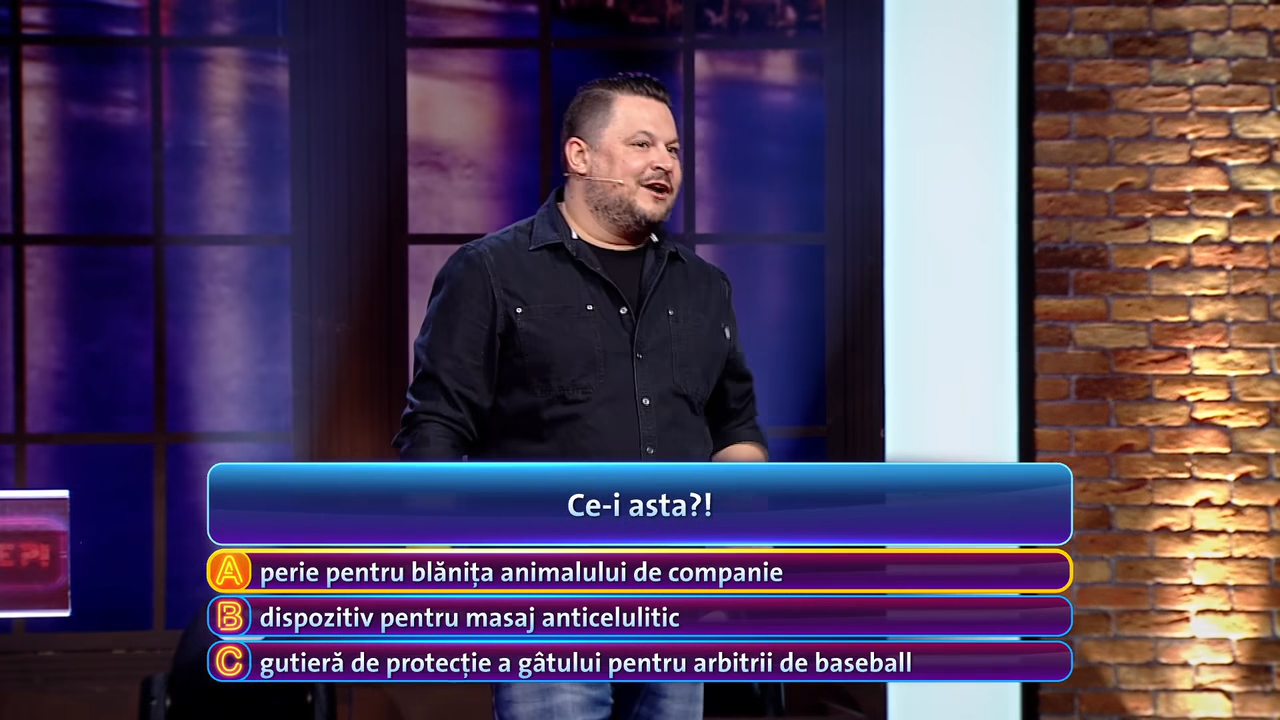 Ce-i asta?!
A perie pentru blănița animalului de companie
B dispozitiv pentru masaj anticelulitic
C gutieră de protecție a gâtului pentru arbitrii de baseball
EP!